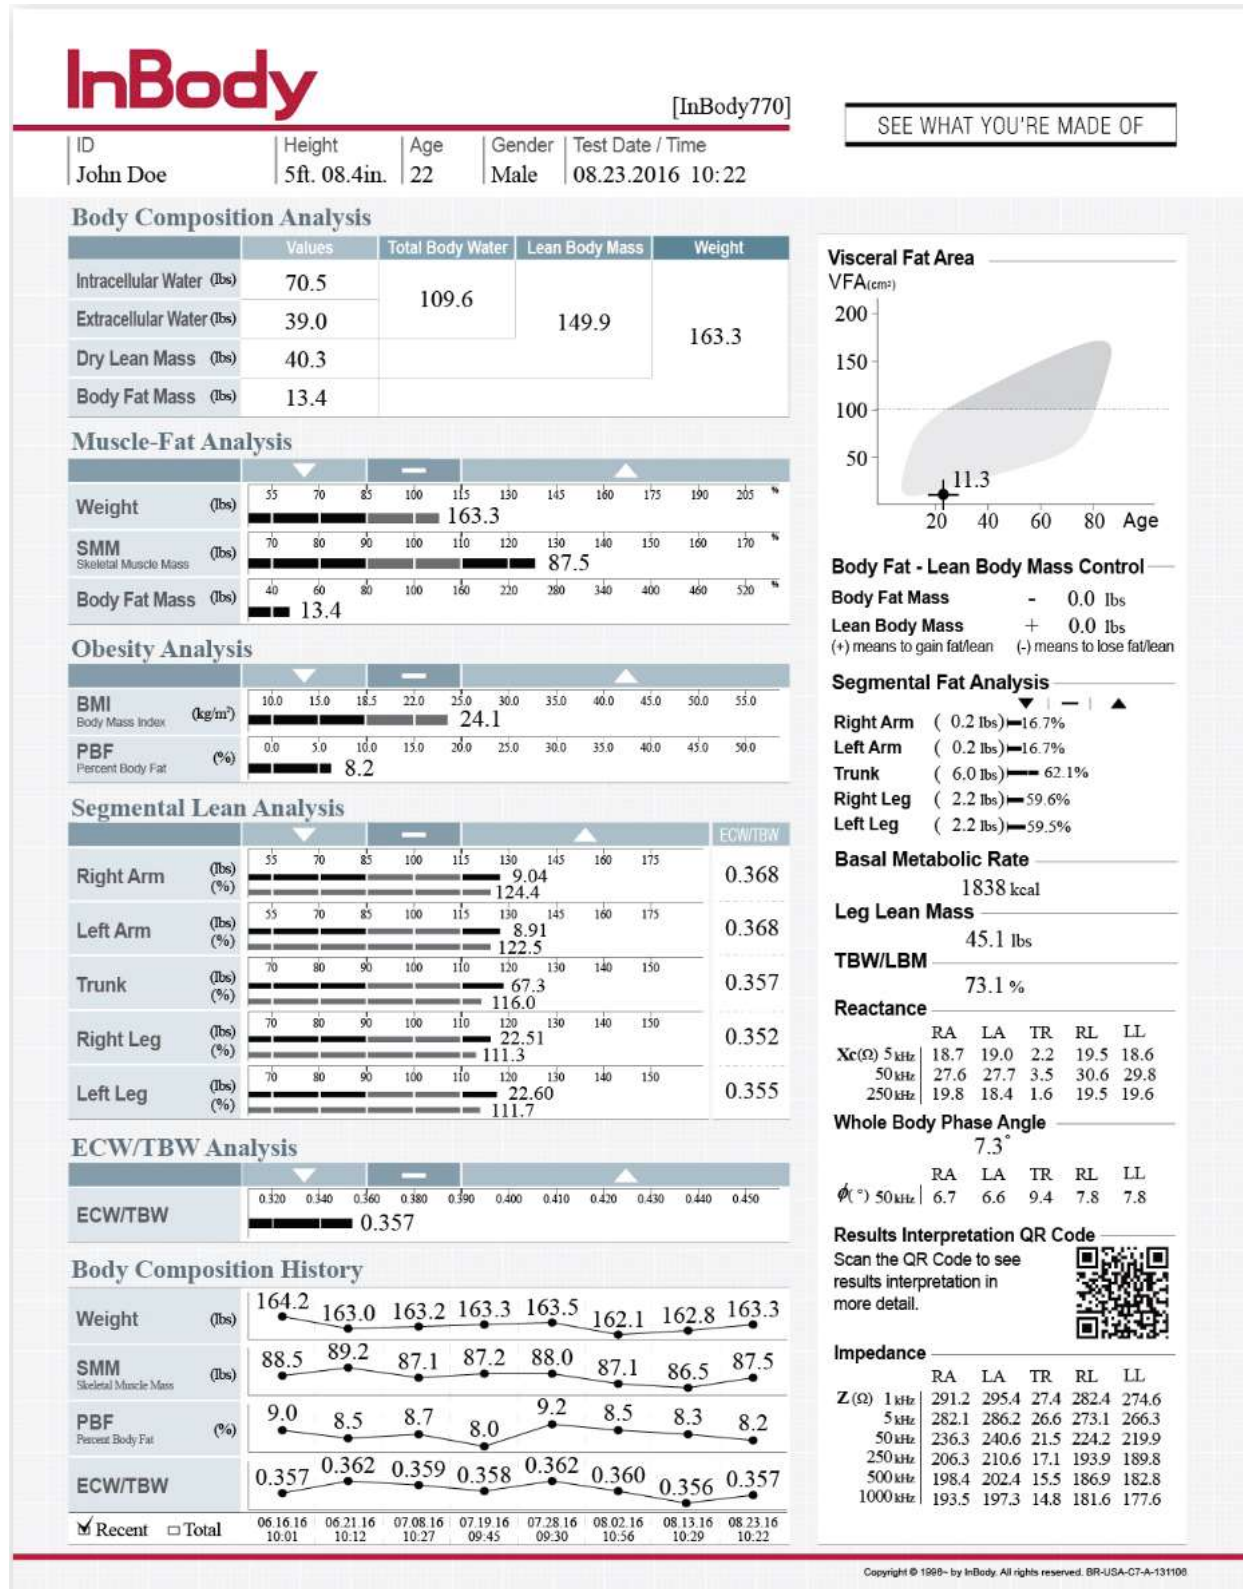 InBody
[InBody770]
SEE WHAT YOU'RE MADE OF
ID Height Age Gender Test Date / Time
John Doe 5ft. 08.4in. 22 Male 08.23.2016 10:22
Body Composition Analysis
Values Total Body Water Lean Body Mass Weight
Intracellular Water (lbs) 70.5 109.6 149.9 163.3
Extracellular Water (lbs) 39.0
Dry Lean Mass (lbs) 40.3
Body Fat Mass (lbs) 13.4
Muscle-Fat Analysis
55 70 85 100 115 130 145 160 175 190 205 %
Weight (lbs) 163.3
70 80 90 100 110 120 130 140 150 160 170 %
SMM (lbs) 87.5
Skeletal Muscle Mass
40 60 80 100 160 220 280 340 400 460 520 %
Body Fat Mass (lbs) 13.4
Obesity Analysis
10.0 15.0 18.5 22.0 25.0 30.0 35.0 40.0 45.0 50.0 55.0
BMI (kg/m²) 24.1
Body Mass Index
0.0 5.0 10.0 15.0 20.0 25.0 30.0 35.0 40.0 45.0 50.0
PBF (%) 8.2
Percent Body Fat
Segmental Lean Analysis
ECW/TBW
55 70 85 100 115 130 145 160 175
Right Arm (lbs) 9.04 0.368
(%) 124.4
55 70 85 100 115 130 145 160 175
Left Arm (lbs) 8.91 0.368
(%) 122.5
70 80 90 100 110 120 130 140 150
Trunk (lbs) 67.3 0.357
(%) 116.0
70 80 90 100 110 120 130 140 150
Right Leg (lbs) 22.51 0.352
(%) 111.3
70 80 90 100 110 120 130 140 150
Left Leg (lbs) 22.60 0.355
(%) 111.7
ECW/TBW Analysis
0.320 0.340 0.360 0.380 0.390 0.400 0.410 0.420 0.430 0.440 0.450
ECW/TBW 0.357
Body Composition History
Weight (lbs) 164.2 163.0 163.2 163.3 163.5 162.1 162.8 163.3
SMM (lbs) 88.5 89.2 87.1 87.2 88.0 87.1 86.5 87.5
Skeletal Muscle Mass
PBF (%) 9.0 8.5 8.7 8.0 9.2 8.5 8.3 8.2
Percent Body Fat
ECW/TBW 0.357 0.362 0.359 0.358 0.362 0.360 0.356 0.357
Recent Total 06.16.16 06.21.16 07.08.16 07.19.16 07.28.16 08.02.16 08.13.16 08.23.16
10:01 10:12 10:27 09:45 09:30 10:56 10:29 10:22
Visceral Fat Area
VFA(cm²)
200
150
100
50
11.3
20 40 60 80 Age
Body Fat - Lean Body Mass Control
Body Fat Mass - 0.0 lbs
Lean Body Mass + 0.0 lbs
(+) means to gain fat/lean (-) means to lose fat/lean
Segmental Fat Analysis
Right Arm ( 0.2 lbs) 16.7%
Left Arm ( 0.2 lbs) 16.7%
Trunk ( 6.0 lbs) 62.1%
Right Leg ( 2.2 lbs) 59.6%
Left Leg ( 2.2 lbs) 59.5%
Basal Metabolic Rate
1838 kcal
Leg Lean Mass
45.1 lbs
TBW/LBM
73.1 %
Reactance
RA LA TR RL LL
Xc(Ω) 5 kHz 18.7 19.0 2.2 19.5 18.6
50 kHz 27.6 27.7 3.5 30.6 29.8
250 kHz 19.8 18.4 1.6 19.5 19.6
Whole Body Phase Angle
7.3°
RA LA TR RL LL
ϕ(°) 50 kHz 6.7 6.6 9.4 7.8 7.8
Results Interpretation QR Code
Scan the QR Code to see
results interpretation in
more detail.
Impedance
RA LA TR RL LL
Z(Ω) 1 kHz 291.2 295.4 27.4 282.4 274.6
5 kHz 282.1 286.2 26.6 273.1 266.3
50 kHz 236.3 240.6 21.5 224.2 219.9
250 kHz 206.3 210.6 17.1 193.9 189.8
500 kHz 198.4 202.4 15.5 186.9 182.8
1000 kHz 193.5 197.3 14.8 181.6 177.6
Copyright © 1996~ by InBody. All rights reserved. BR-USA-C7-A-131106